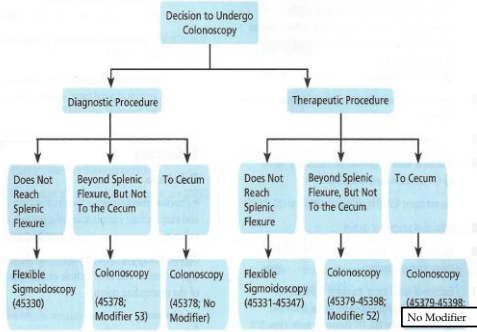 Decision to Undergo
Colonoscopy
Diagnostic Procedure
Therapeutic Procedure
Does Not
Reach
Splenic
Flexure
Beyond Splenic
Flexure, But Not
To the Cecum
To Cecum
Does Not
Reach
Splenic
Flexure
Beyond Splenic
Flexure, But Not
To The Cecum
To Cecum
Flexible
Sigmoidoscopy
(45330)
Colonoscopy
(45378;
Modifier 53)
Colonoscopy
(45378; No
Modifier)
Flexible
Sigmoidoscopy
(45331-45347)
Colonoscopy
(45379-45398;
Modifier 52)
Colonoscopy
(45379-45398;
No Modifier